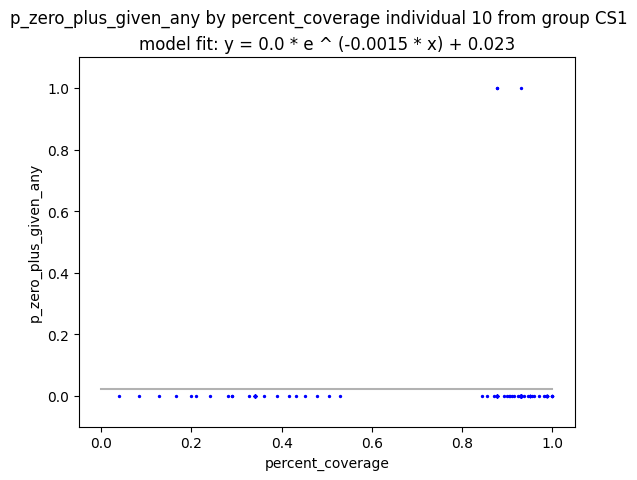 p_zero_plus_given_any by percent_coverage individual 10 from group CS1
model fit: y = 0.0 * e ^ (-0.0015 * x) + 0.023
1.0
0.8
0.6
0.4
0.2
0.0
p_zero_plus_given_any
0.0 0.2 0.4 0.6 0.8 1.0
percent_coverage